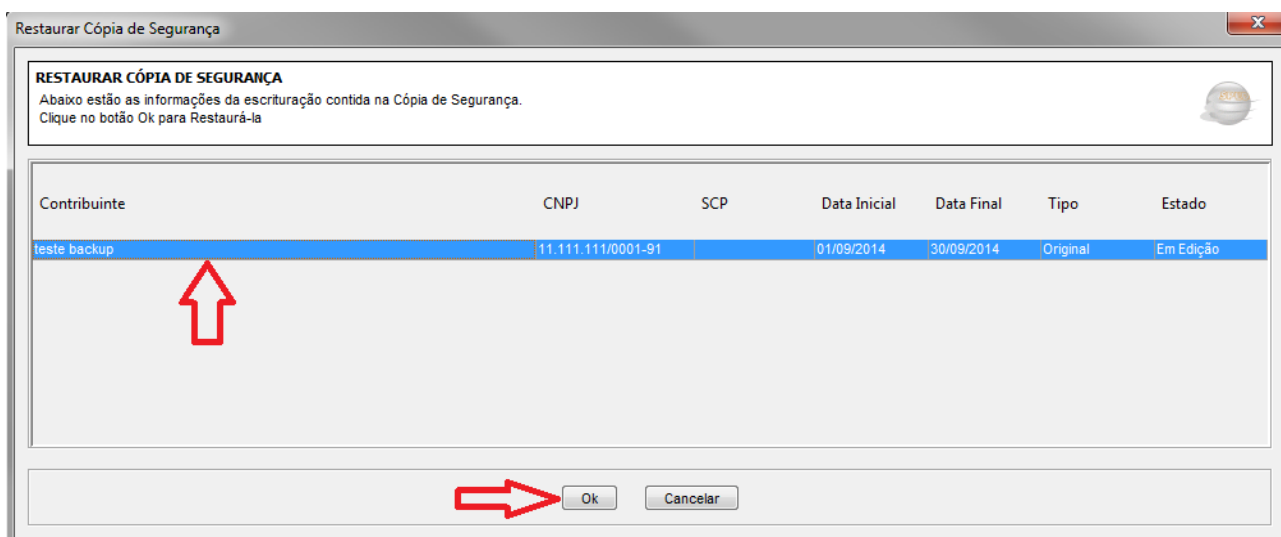 Restaurar Cópia de Segurança
RESTAURAR CÓPIA DE SEGURANÇA
Abaixo estão as informações da escrituração contida na Cópia de Segurança.
Clique no botão Ok para Restaurá-la
Contribuinte CNPJ SCP Data Inicial Data Final Tipo Estado
teste backup 11.111.111/0001-91 01/09/2014 30/09/2014 Original Em Edição
Ok Cancelar